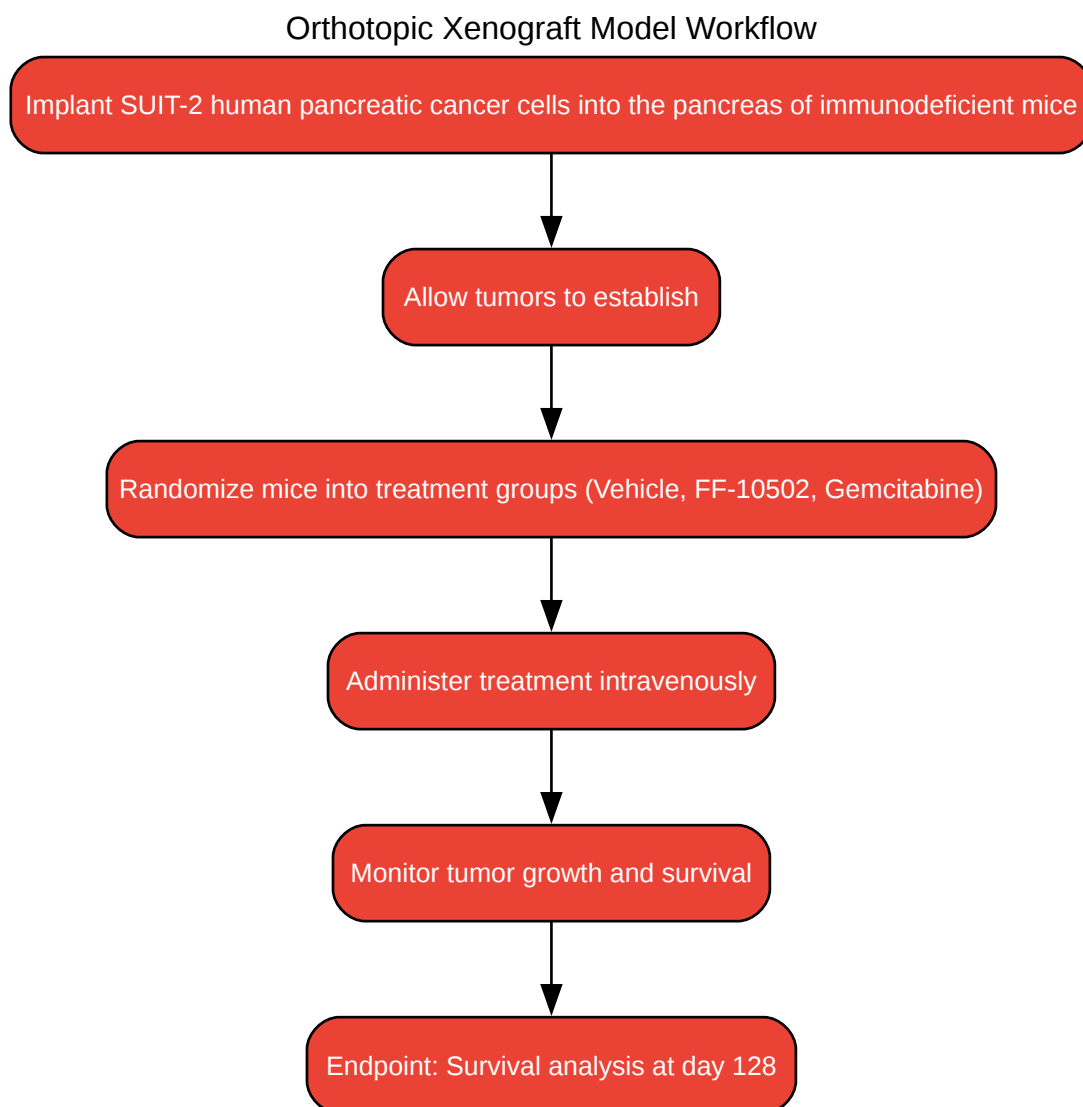 Orthotopic Xenograft Model Workflow
Implant SUIT-2 human pancreatic cancer cells into the pancreas of immunodeficient mice
Allow tumors to establish
Randomize mice into treatment groups (Vehicle, FF-10502, Gemcitabine)
Administer treatment intravenously
Monitor tumor growth and survival
Endpoint: Survival analysis at day 128